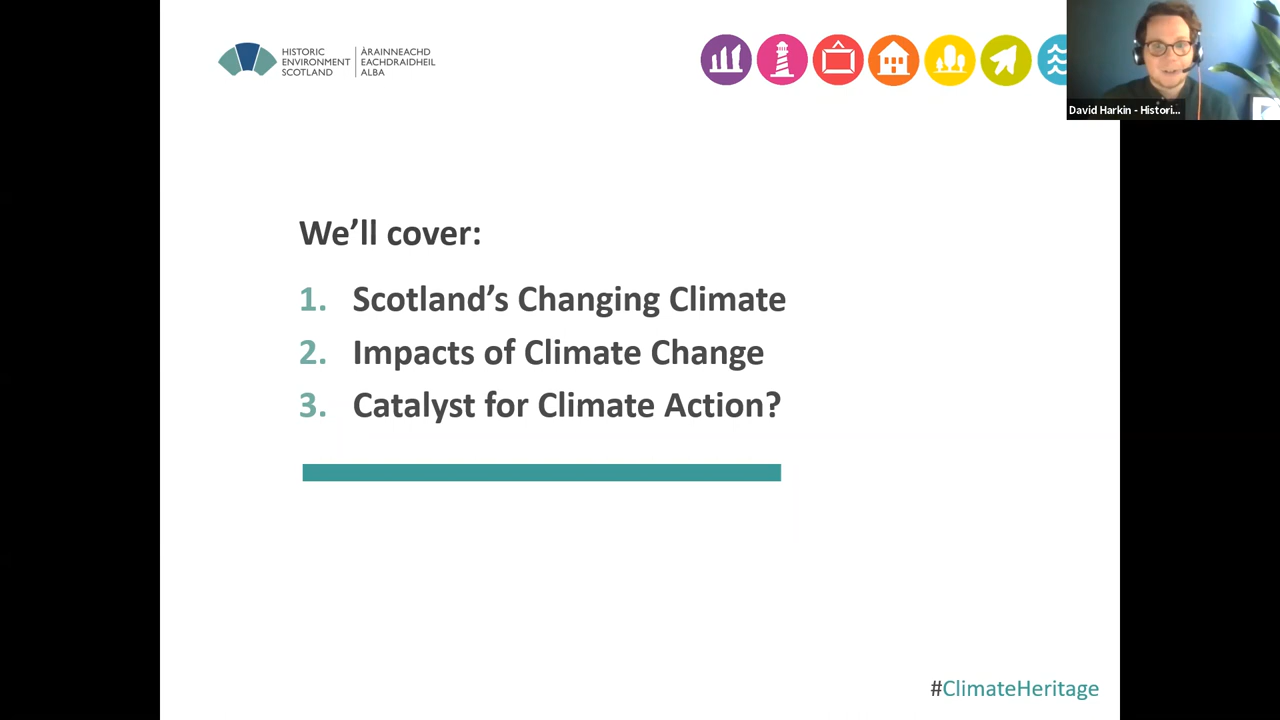 HISTORIC
ENVIRONMENT
SCOTLAND
ÀRAINNEACHD
EACHDRAIDHEIL
ALBA
David Harkin - Histori...
We’ll cover:
1. Scotland’s Changing Climate
2. Impacts of Climate Change
3. Catalyst for Climate Action?
#ClimateHeritage